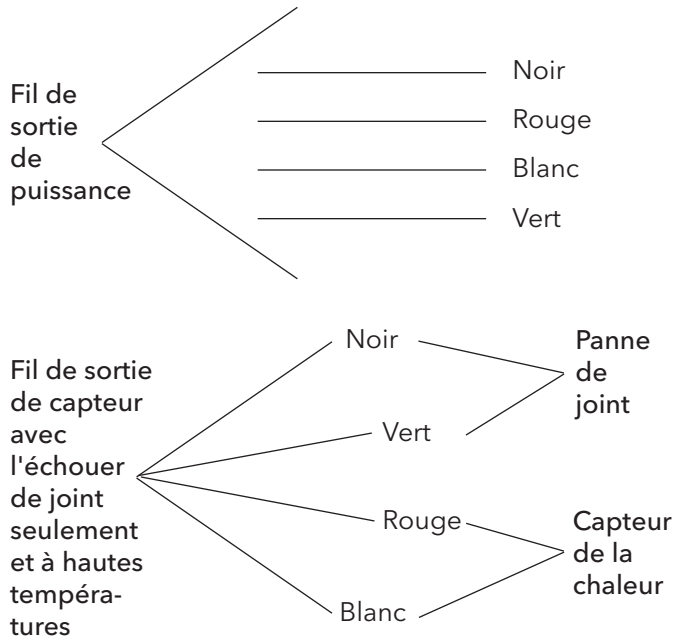 Fil de
sortie
de
puissance
Noir
Rouge
Blanc
Vert
Fil de sortie
de capteur
avec
l'échouer
de joint
seulement
et à hautes
tempéra-
tures
Noir
Vert
Rouge
Blanc
Panne
de
joint
Capteur
de la
chaleur